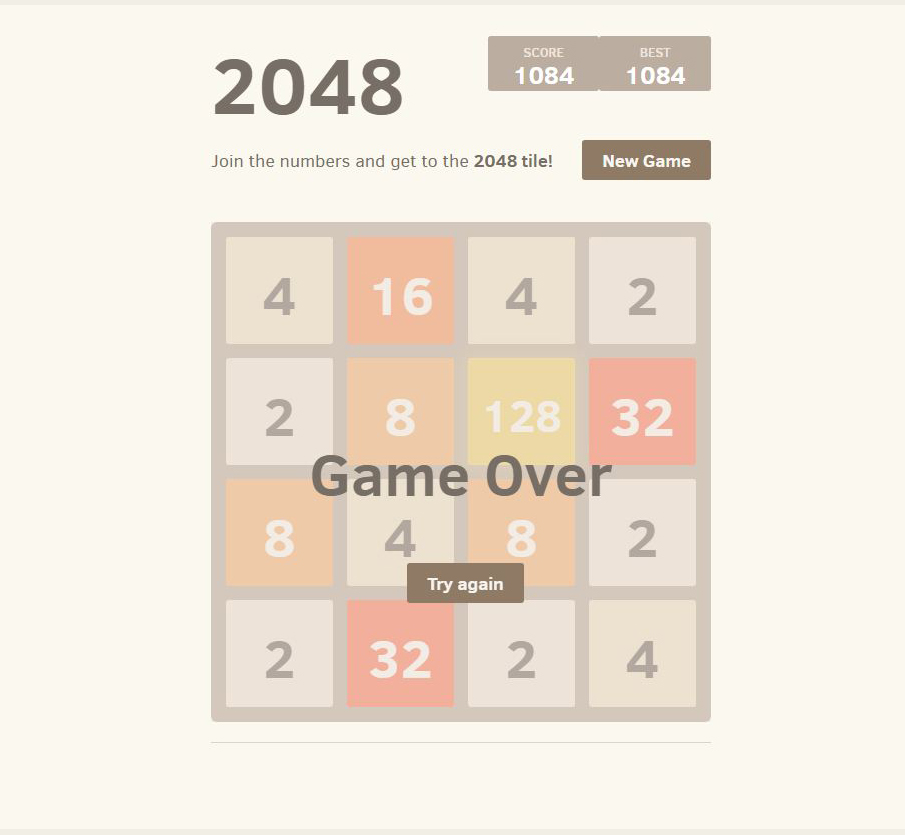 2048
SCORE BEST
1084 1084
Join the numbers and get to the 2048 tile!
New Game
4 16 4 2
2 8 128 32
Game Over
8 4 8 2
Try again
2 32 2 4